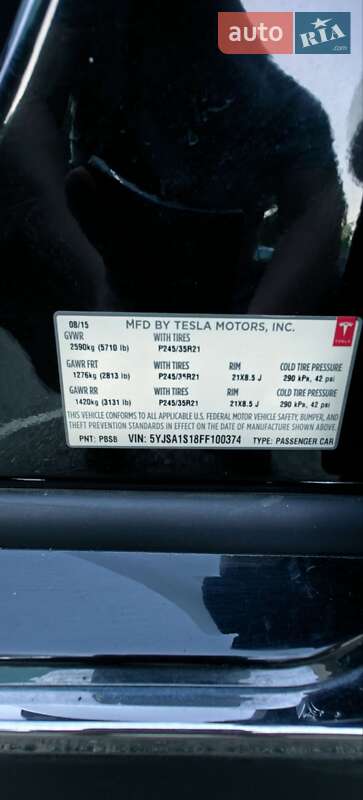 auto RIA .com
08/15 MFD BY TESLA MOTORS, INC.
GVWR WITH TIRES
2590kg (5710 lb) P245/35R21
TESLA
GAWR FRT WITH TIRES RIM COLD TIRE PRESSURE
1276kg (2813 lb) P245/35R21 21X8.5 J 290 kPa, 42 psi
GAWR RR WITH TIRES RIM COLD TIRE PRESSURE
1420kg (3131 lb) P245/35R21 21X8.5 J 290 kPa, 42 psi
THIS VEHICLE CONFORMS TO ALL APPLICABLE U.S. FEDERAL MOTOR VEHICLE SAFETY, BUMPER, AND
THEFT PREVENTION STANDARDS IN EFFECT ON THE DATE OF MANUFACTURE SHOWN ABOVE.
PNT: PBSB VIN: 5YJSA1S18FF100374 TYPE: PASSENGER CAR